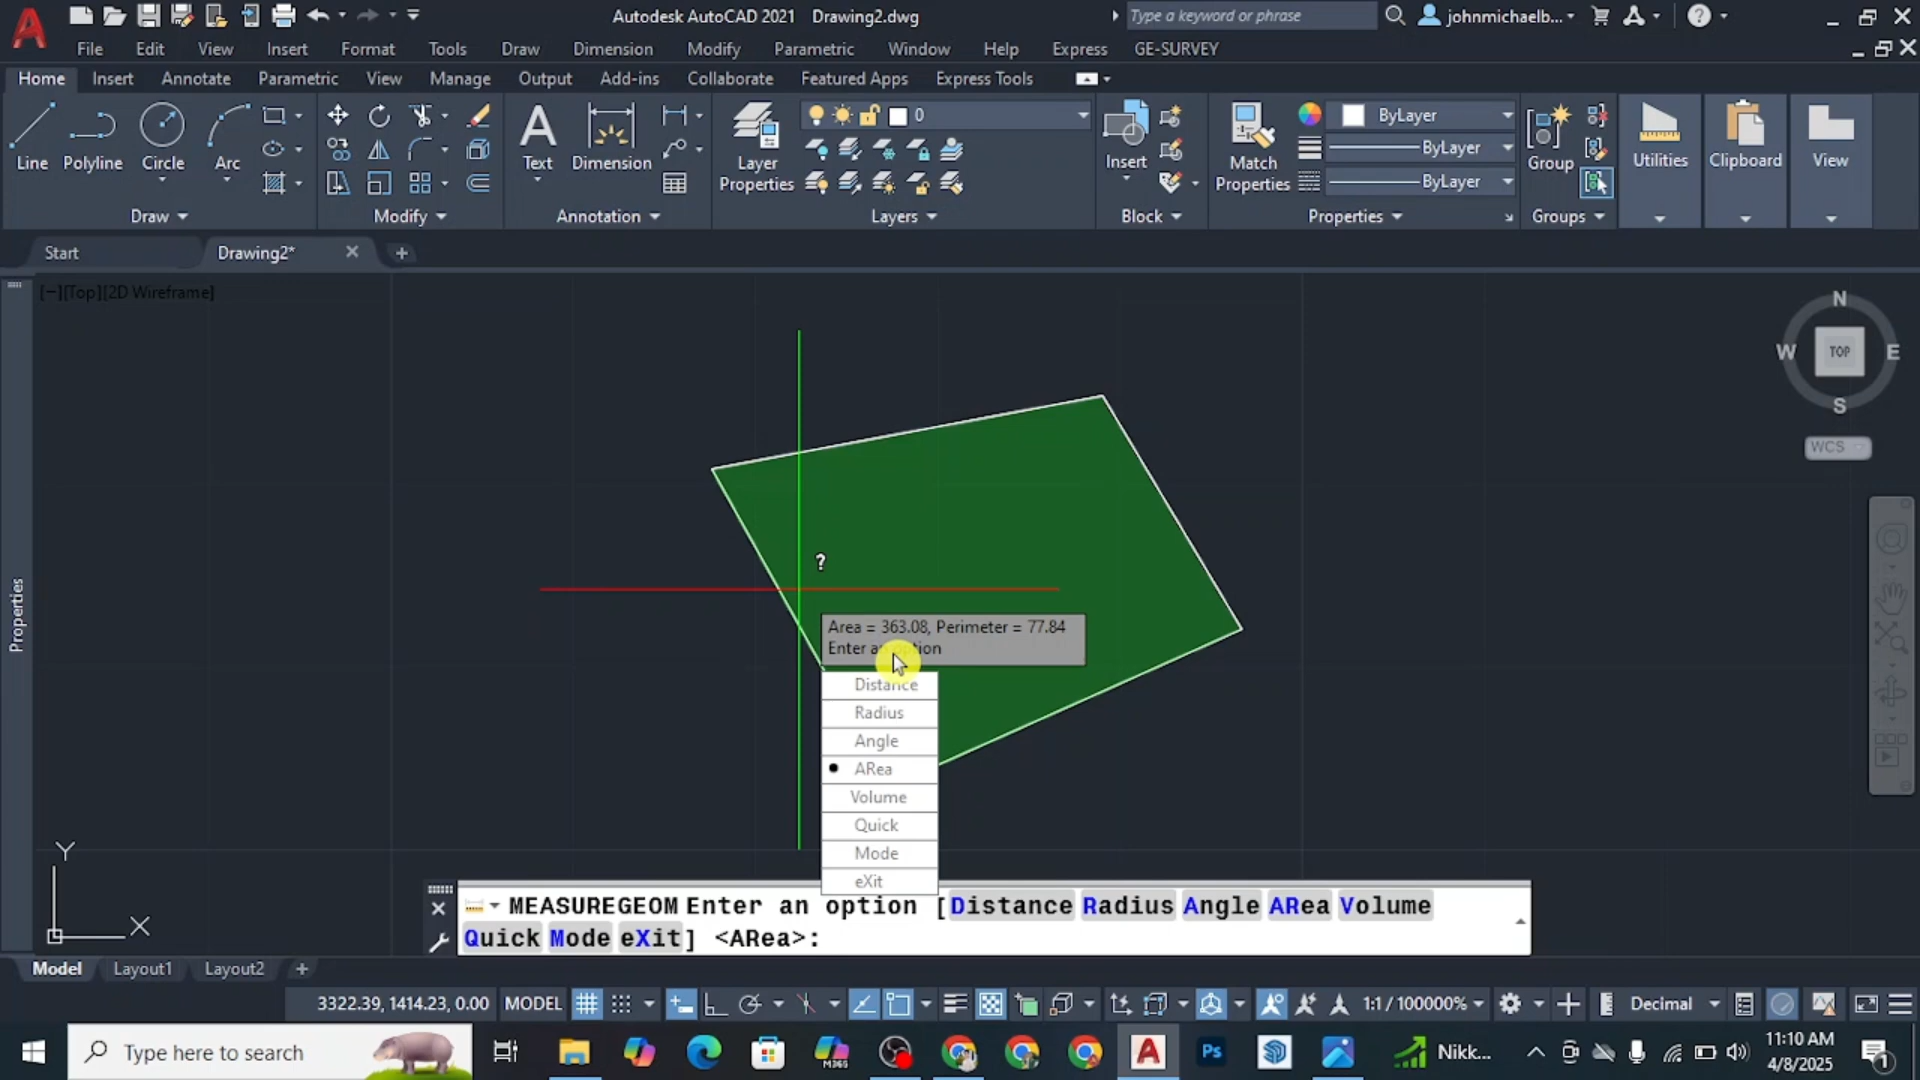 Autodesk AutoCAD 2021 Drawing2.dwg
Type a keyword or phrase
johnmichaelb...
File Edit View Insert Format Tools Draw Dimension Modify Parametric Window Help Express GE-SURVEY
Home Insert Annotate Parametric View Manage Output Add-ins Collaborate Featured Apps Express Tools
0
ByLayer
ByLayer
ByLayer
Line Polyline Circle Arc
Text Dimension
Layer Properties
Insert
Match Properties
Group
Utilities Clipboard View
Draw Modify Annotation Layers Block Properties Groups
Start Drawing2*
[−][Top][2D Wireframe]
N
W TOP E
S
WCS
Properties
?
Area = 363.08, Perimeter = 77.84
Enter an option
Distance
Radius
Angle
ARea
Volume
Quick
Mode
eXit
Y
X
MEASUREGEOM Enter an option [Distance Radius Angle ARea Volume
Quick Mode eXit] <ARea>:
Model Layout1 Layout2
3322.39, 1414.23, 0.00 MODEL 1:1 / 100000% Decimal
Type here to search
M365
A
Ps
Nikk...
11:10 AM
4/8/2025
1